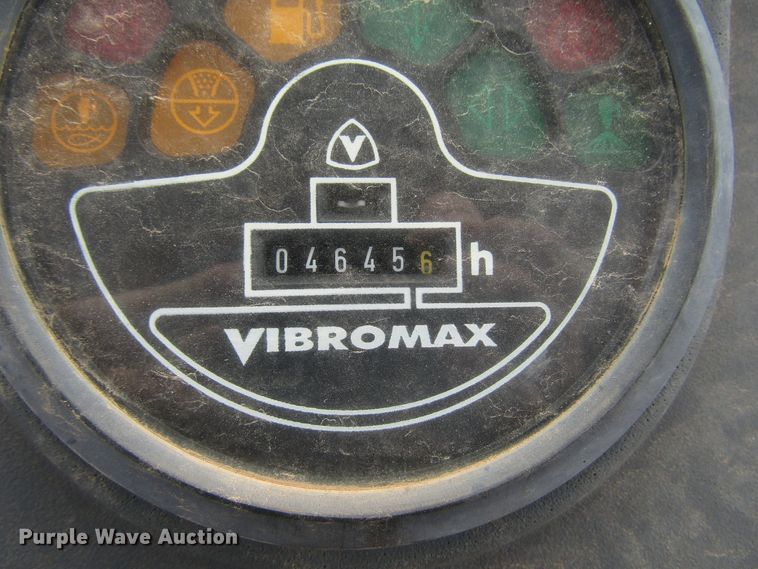 V
046456 h
VIBROMAX
Purple Wave Auction